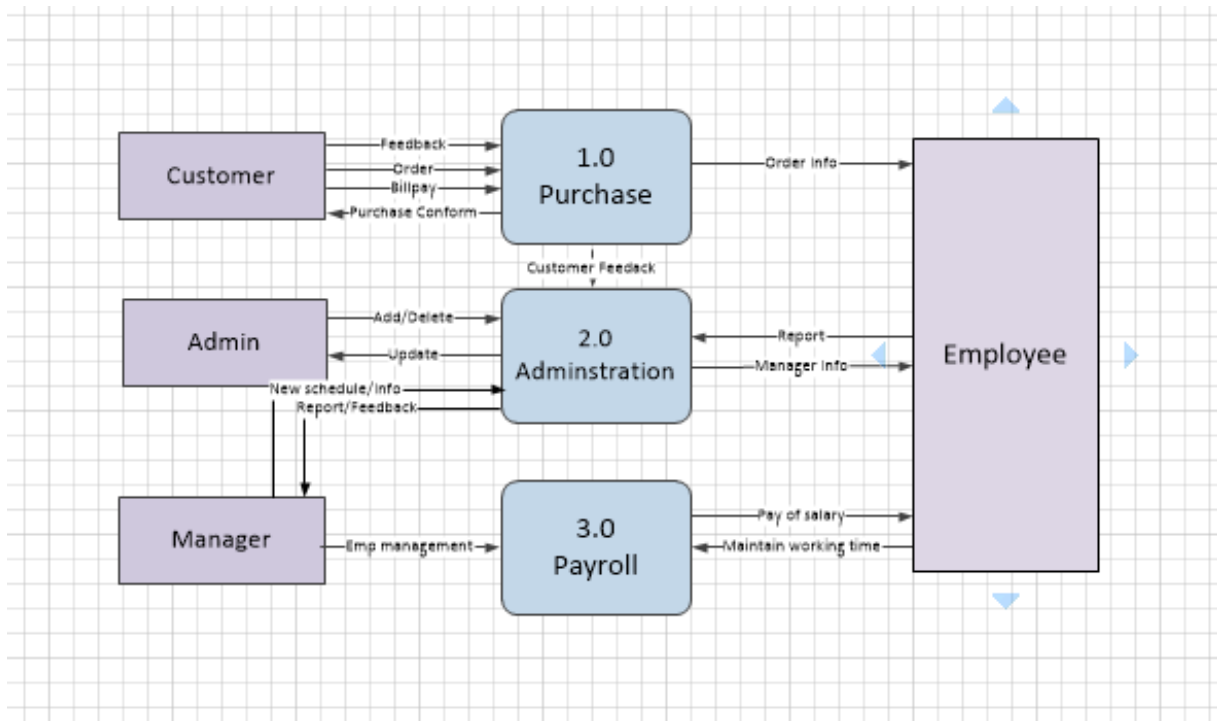 Customer
Feedback
Order
Billpay
Purchase Conform
1.0
Purchase
Order Info
Customer Feedack
Admin
Add/Delete
Update
New schedule/Info
Report/Feedback
2.0
Adminstration
Report
Manager Info
Employee
Manager
Emp management
3.0
Payroll
Pay of salary
Maintain working time